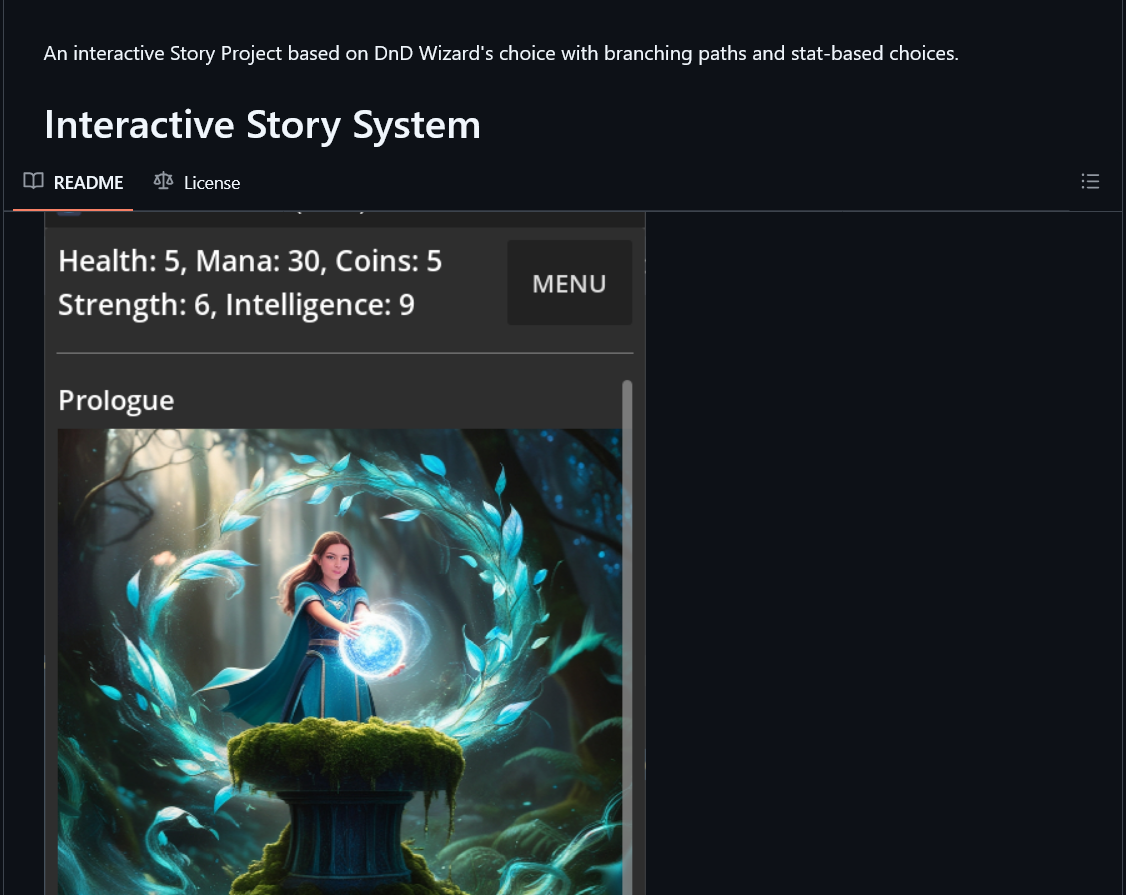 An interactive Story Project based on DnD Wizard's choice with branching paths and stat-based choices.
Interactive Story System
README
License
Health: 5, Mana: 30, Coins: 5
Strength: 6, Intelligence: 9
MENU
Prologue